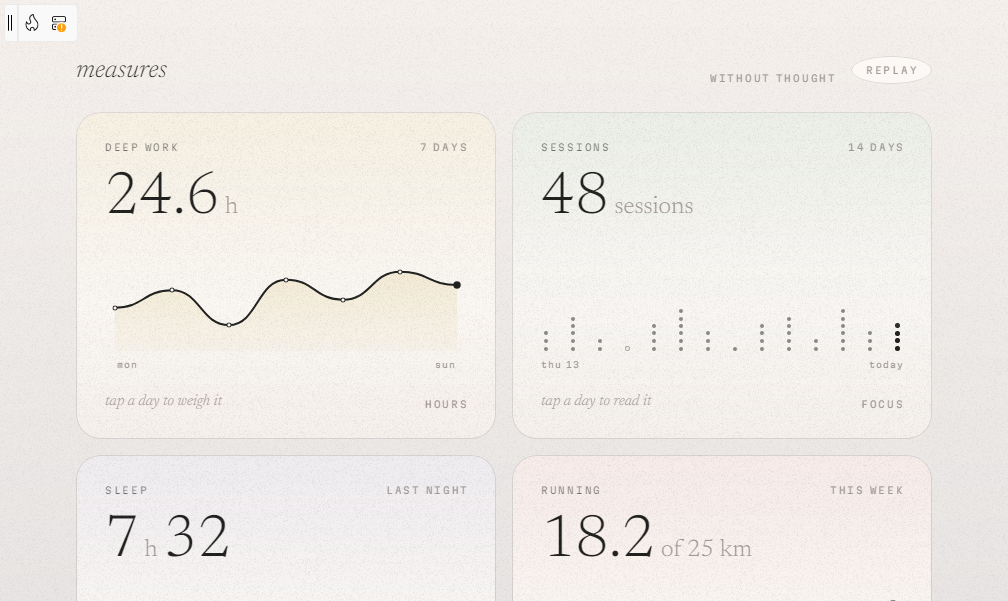 measures
WITHOUT THOUGHT
REPLAY
DEEP WORK
7 DAYS
24.6 h
mon
sun
tap a day to weigh it
HOURS
SESSIONS
14 DAYS
48 sessions
thu 13
today
tap a day to read it
FOCUS
SLEEP
LAST NIGHT
7 h 32
RUNNING
THIS WEEK
18.2 of 25 km